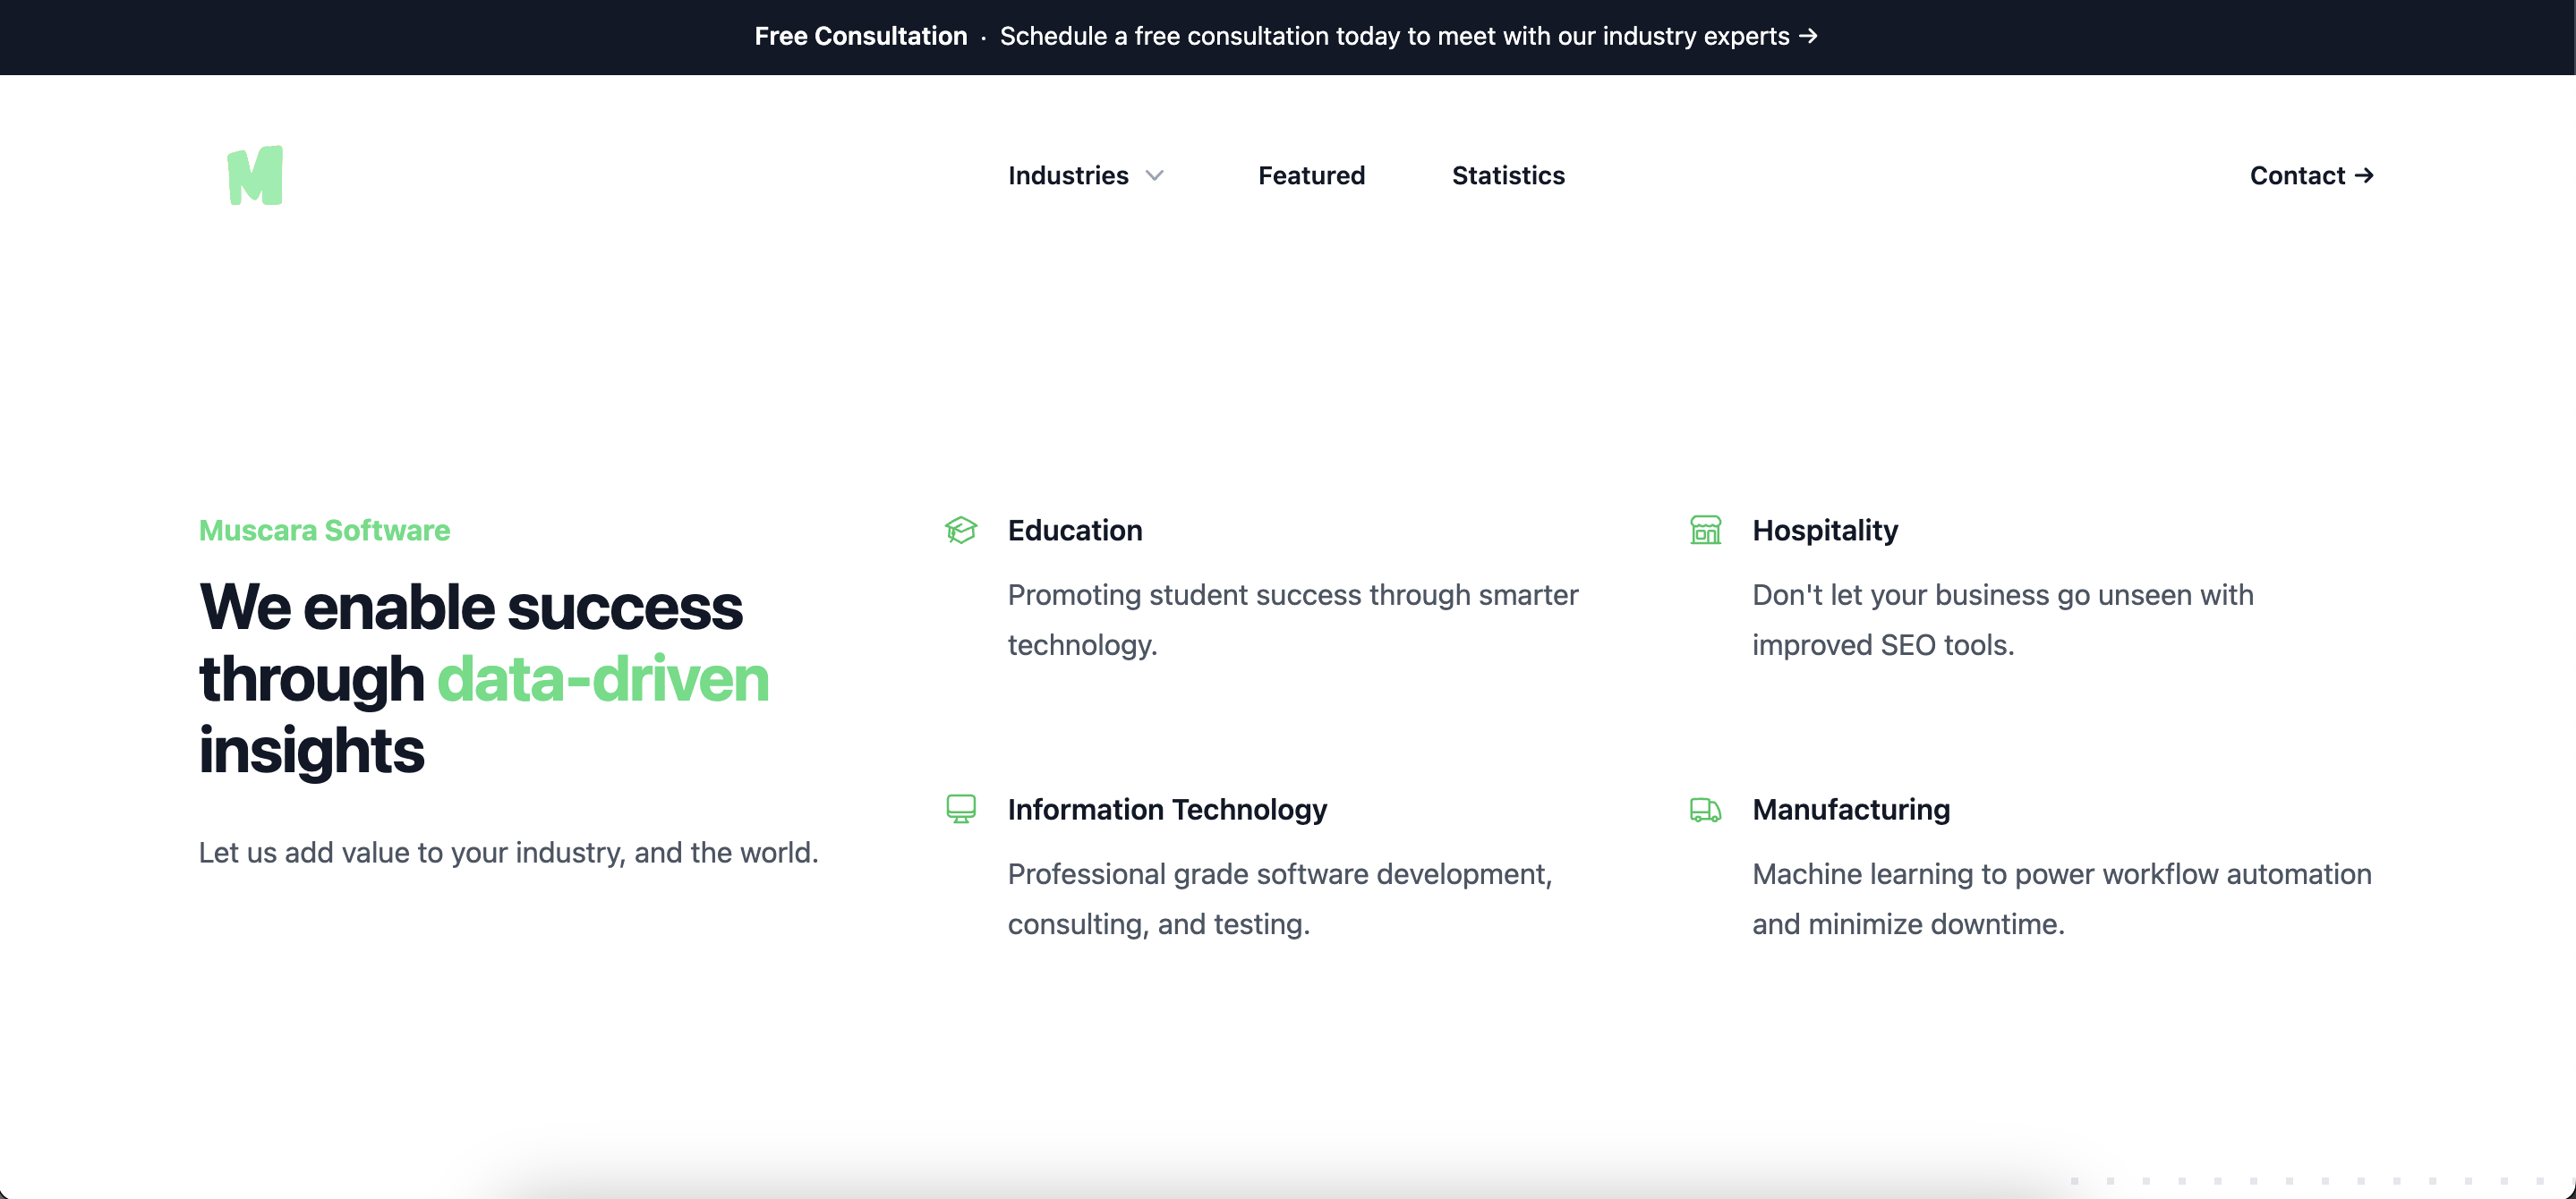 Free Consultation · Schedule a free consultation today to meet with our industry experts →
M
Industries
Featured
Statistics
Contact →
Muscara Software
We enable success
through data-driven
insights
Let us add value to your industry, and the world.
Education
Promoting student success through smarter
technology.
Hospitality
Don't let your business go unseen with
improved SEO tools.
Information Technology
Professional grade software development,
consulting, and testing.
Manufacturing
Machine learning to power workflow automation
and minimize downtime.